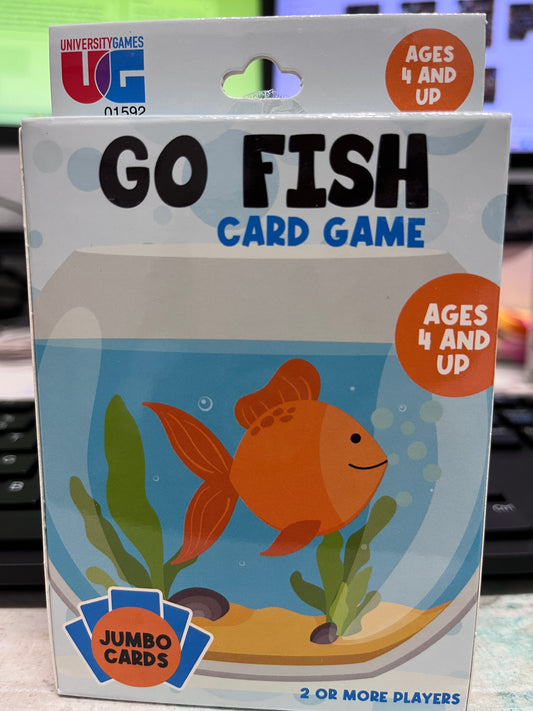 UNIVERSITY GAMES
UG
01592
AGES
4 AND
UP
GO FISH
CARD GAME
AGES
4 AND
UP
JUMBO
CARDS
2 OR MORE PLAYERS